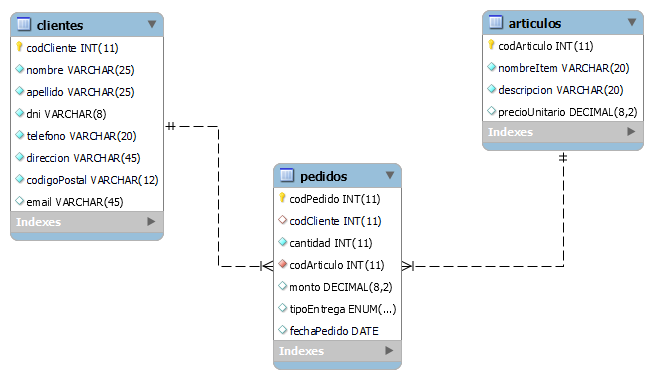 clientes
codCliente INT(11)
nombre VARCHAR(25)
apellido VARCHAR(25)
dni VARCHAR(8)
telefono VARCHAR(20)
direccion VARCHAR(45)
codigoPostal VARCHAR(12)
email VARCHAR(45)
Indexes
articulos
codArticulo INT(11)
nombreItem VARCHAR(20)
descripcion VARCHAR(20)
precioUnitario DECIMAL(8,2)
Indexes
pedidos
codPedido INT(11)
codCliente INT(11)
cantidad INT(11)
codArticulo INT(11)
monto DECIMAL(8,2)
tipoEntrega ENUM(...)
fechaPedido DATE
Indexes